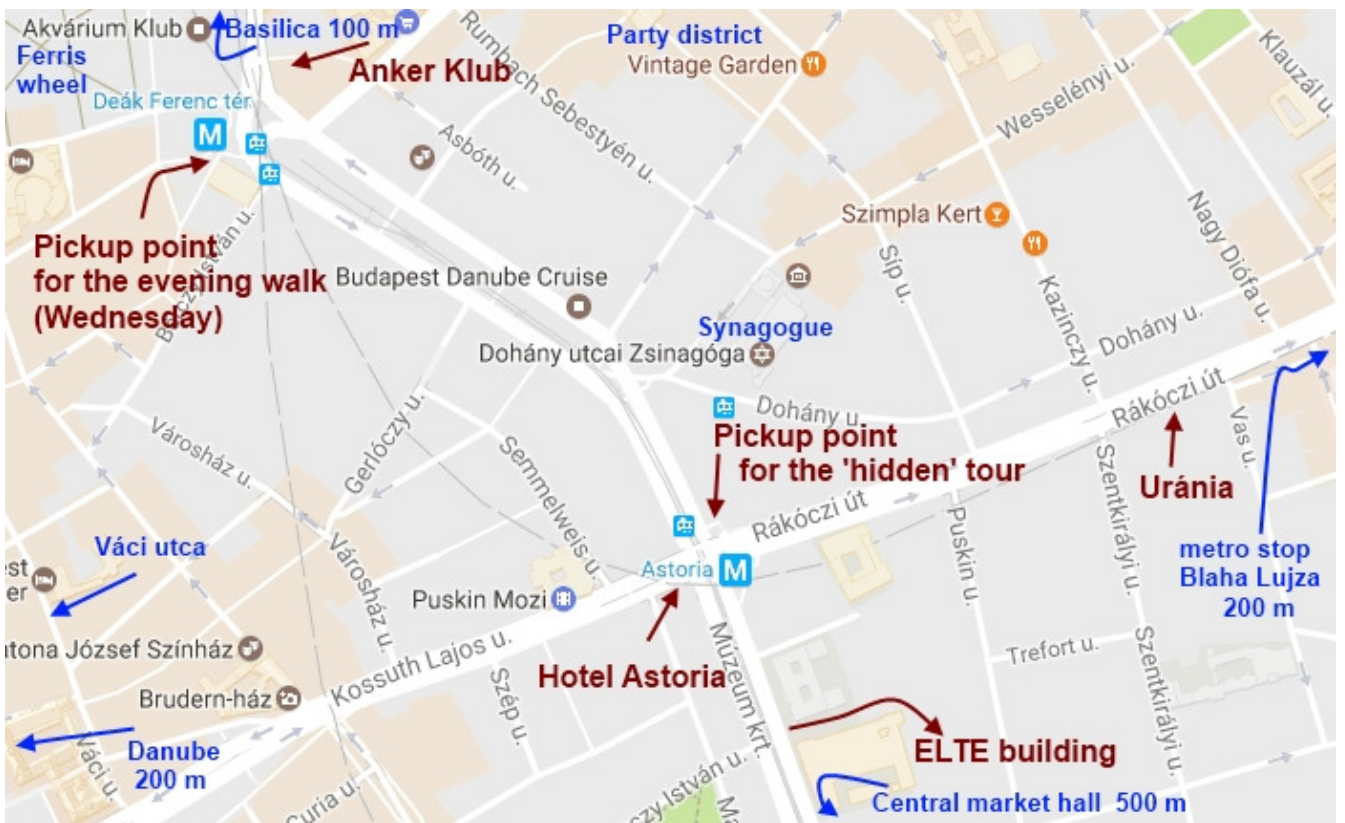 Akvárium Klub
Basilica 100 m
Ferris
wheel
Anker Klub
Rumbach Sebestyén u.
Party district
Vintage Garden
Klauzál u.
Wesselényi u.
Deák Ferenc tér
M
Asbóth u.
Pickup point
for the evening walk
(Wednesday)
Szimpla Kert
Síp u.
Kazinczy u.
Nagy Diófa u.
Budapest Danube Cruise
Synagogue
Dohány utcai Zsinagóga
Dohány u.
Dohány u.
Rákóczi út
Pickup point
for the 'hidden' tour
Vas u.
Uránia
Városház u.
Gerlóczy u.
Semmelweis u.
Rákóczi út
Puskin u.
Szentkirályi u.
Váci utca
Városház u.
Astoria M
metro stop
Blaha Lujza
200 m
Puskin Mozi
Hotel Astoria
Trefort u.
Szentkirályi u.
József Színház
Kossuth Lajos u.
Brudern-ház
Szép u.
Múzeum krt.
ELTE building
Danube
200 m
Váci u.
Curia u.
István u.
Central market hall 500 m